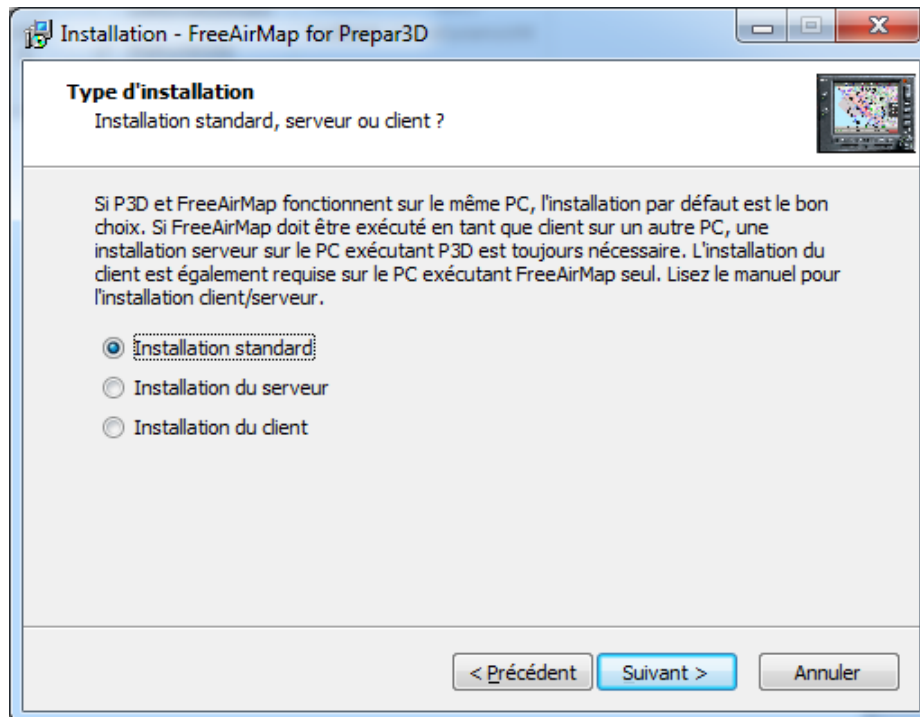 Installation - FreeAirMap for Prepar3D
Type d'installation
Installation standard, serveur ou client ?
Si P3D et FreeAirMap fonctionnent sur le même PC, l'installation par défaut est le bon
choix. Si FreeAirMap doit être exécuté en tant que client sur un autre PC, une
installation serveur sur le PC exécutant P3D est toujours nécessaire. L'installation du
client est également requise sur le PC exécutant FreeAirMap seul. Lisez le manuel pour
l'installation client/serveur.
Installation standard
Installation du serveur
Installation du client
< Précédent
Suivant >
Annuler